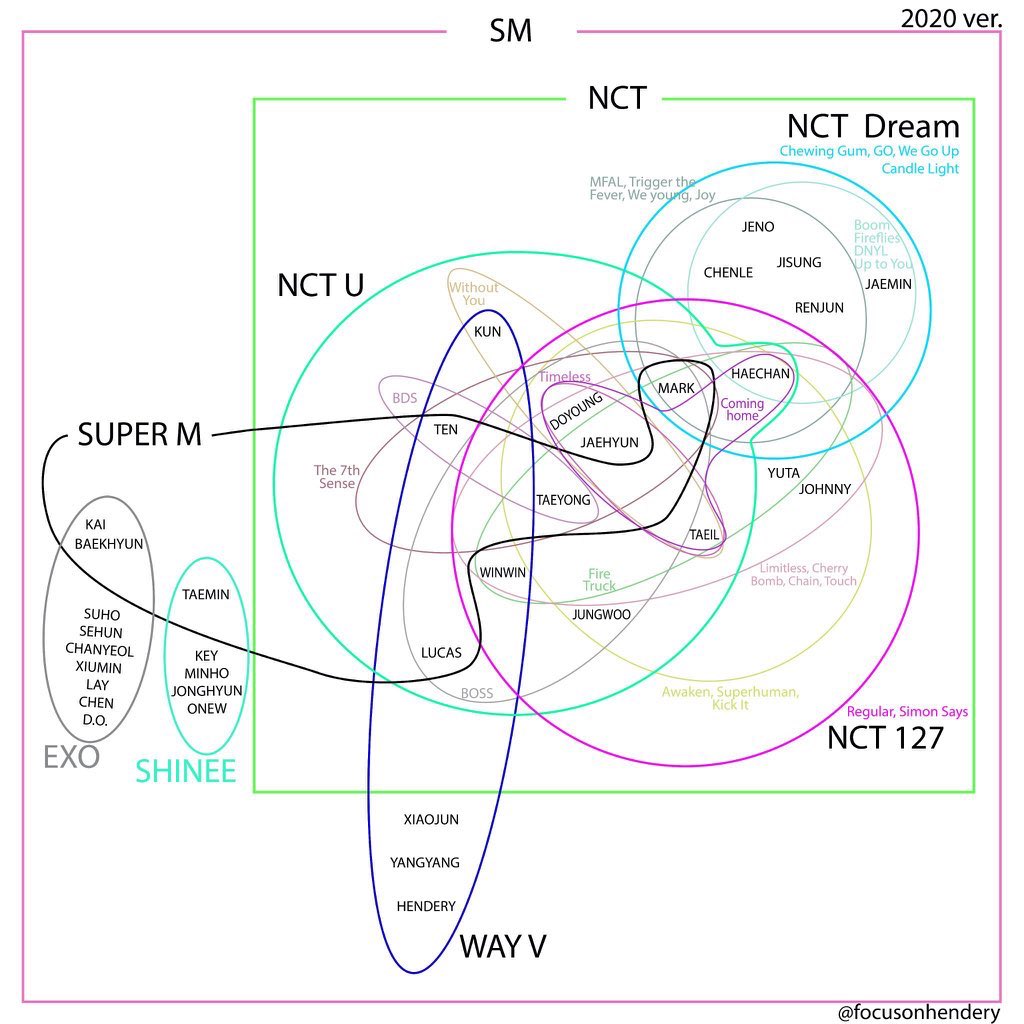 2020 ver.
SM
NCT
NCT Dream
Chewing Gum, GO, We Go Up
Candle Light
MFAL, Trigger the
Fever, We young, Joy
JENO
Boom
Fireflies
DNYL
Up to You
JISUNG
CHENLE
JAEMIN
RENJUN
NCT U
Without
You
KUN
Timeless
MARK
HAECHAN
BDS
DOYOUNG
Coming
home
TEN
SUPER M
JAEHYUN
The 7th
Sense
YUTA
JOHNNY
TAEYONG
TAEIL
KAI
BAEKHYUN
WINWIN
Fire
Truck
Limitless, Cherry
Bomb, Chain, Touch
TAEMIN
JUNGWOO
SUHO
SEHUN
CHANYEOL
XIUMIN
LAY
CHEN
D.O.
KEY
MINHO
JONGHYUN
ONEW
LUCAS
BOSS
Awaken, Superhuman,
Kick It
Regular, Simon Says
NCT 127
EXO
SHINEE
XIAOJUN
YANGYANG
HENDERY
WAY V
@focusonhendery